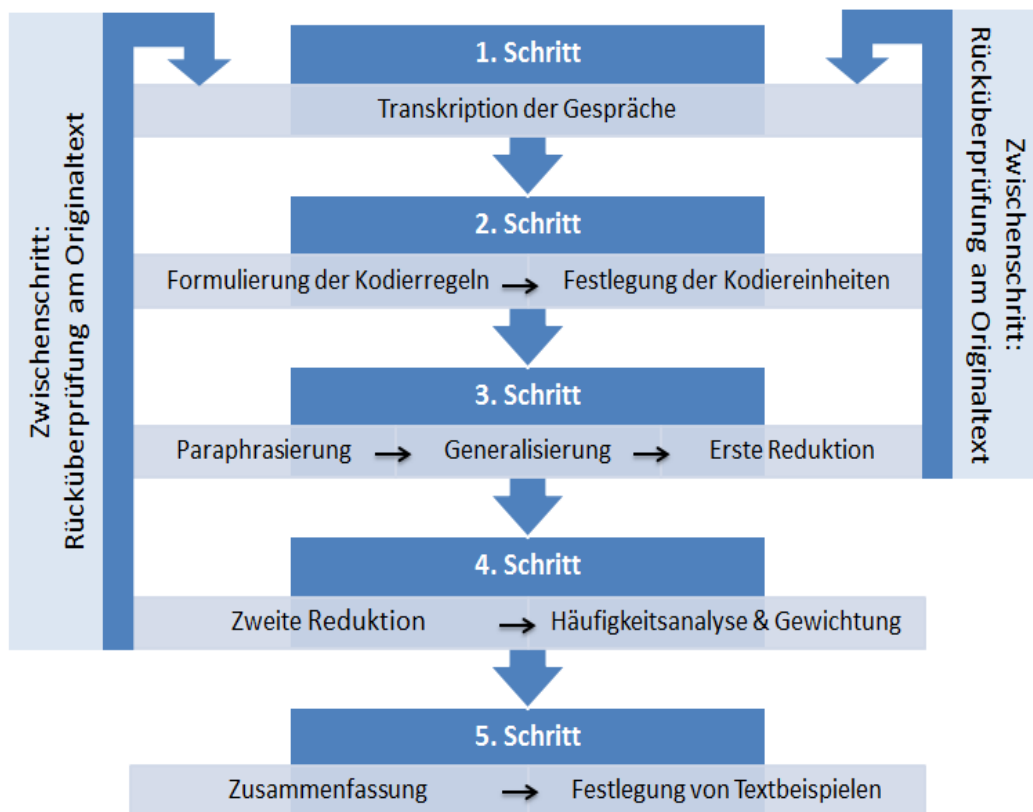 Zwischenschritt:
Rücküberprüfung am Originaltext
1. Schritt
Transkription der Gespräche
2. Schritt
Formulierung der Kodierregeln → Festlegung der Kodiereinheiten
3. Schritt
Paraphrasierung → Generalisierung → Erste Reduktion
4. Schritt
Zweite Reduktion → Häufigkeitsanalyse & Gewichtung
5. Schritt
Zusammenfassung → Festlegung von Textbeispielen
Zwischenschritt:
Rücküberprüfung am Originaltext